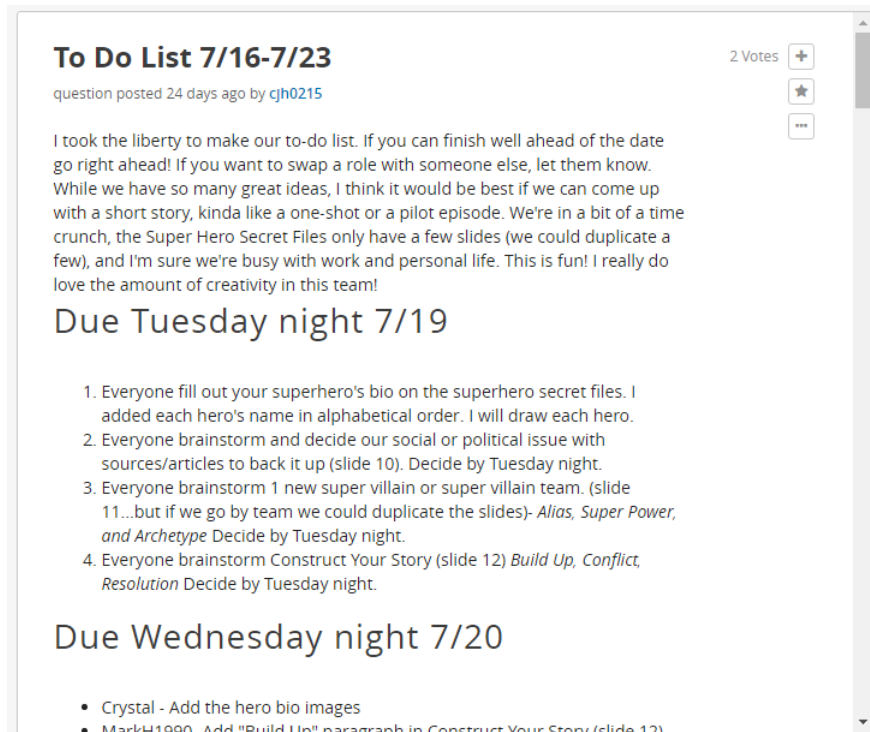 To Do List 7/16-7/23
2 Votes
question posted 24 days ago by cjh0215
I took the liberty to make our to-do list. If you can finish well ahead of the date
go right ahead! If you want to swap a role with someone else, let them know.
While we have so many great ideas, I think it would be best if we can come up
with a short story, kinda like a one-shot or a pilot episode. We're in a bit of a time
crunch, the Super Hero Secret Files only have a few slides (we could duplicate a
few), and I'm sure we're busy with work and personal life. This is fun! I really do
love the amount of creativity in this team!
Due Tuesday night 7/19
1. Everyone fill out your superhero's bio on the superhero secret files. I
added each hero's name in alphabetical order. I will draw each hero.
2. Everyone brainstorm and decide our social or political issue with
sources/articles to back it up (slide 10). Decide by Tuesday night.
3. Everyone brainstorm 1 new super villain or super villain team. (slide
11...but if we go by team we could duplicate the slides)- Alias, Super Power,
and Archetype Decide by Tuesday night.
4. Everyone brainstorm Construct Your Story (slide 12) Build Up, Conflict,
Resolution Decide by Tuesday night.
Due Wednesday night 7/20
• Crystal - Add the hero bio images
• MarkH1990- Add "Build Up" paragraph in Construct Your Story (slide 12)